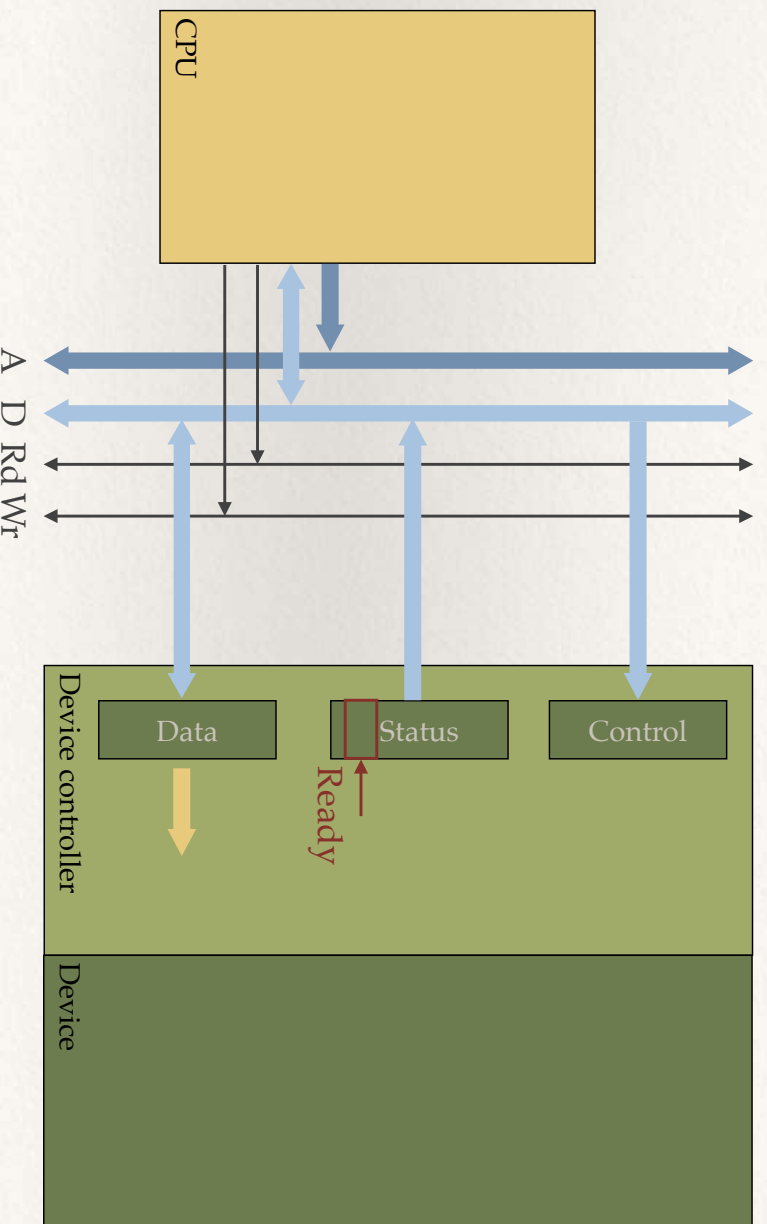 CPU
A
D
Rd
Wr
Device controller
Data
Status
Control
Ready
Device